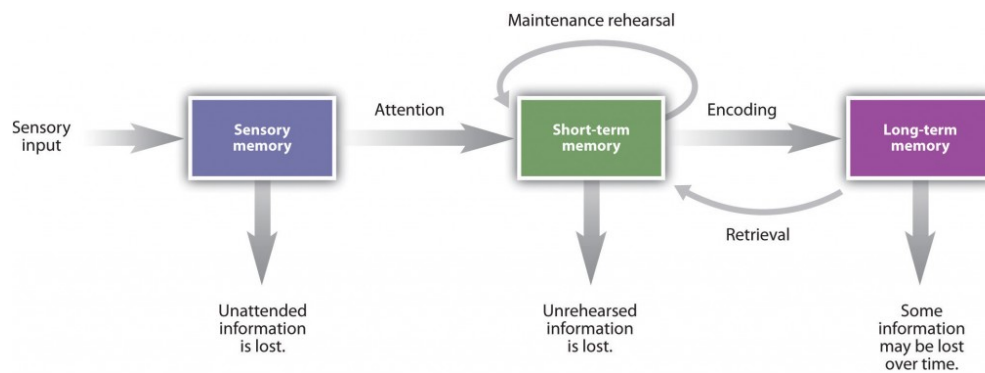 Maintenance rehearsal
Sensory
input
Sensory
memory
Attention
Short-term
memory
Encoding
Long-term
memory
Retrieval
Unattended
information
is lost.
Unrehearsed
information
is lost.
Some
information
may be lost
over time.